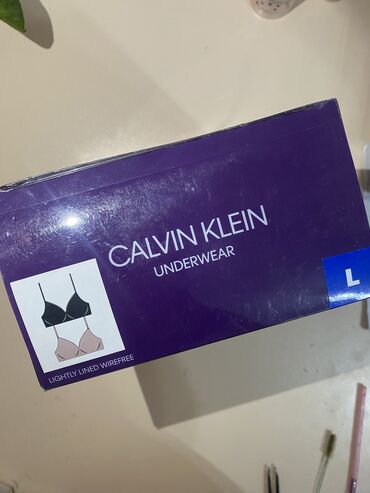 CALVIN KLEIN
UNDERWEAR
L
LIGHTLY LINED WIREFREE